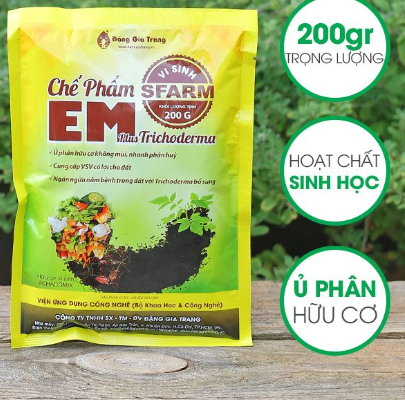 Đặng Gia Trang
Chế Phẩm
VI SINH
SFARM
KHỐI LƯỢNG TỊNH
200 G
EM
Plus Trichoderma
✓ Ủ phân hữu cơ không mùi, nhanh phân huỷ
✓ Cung cấp VSV có lợi cho đất
✓ Ngăn ngừa nấm bệnh trong đất với Trichoderma bổ sung
VIỆN ỨNG DỤNG CÔNG NGHỆ (Bộ Khoa Học & Công Nghệ)
CÔNG TY TNHH SX - TM - DV ĐẶNG GIA TRANG
200gr
TRỌNG LƯỢNG
HOẠT CHẤT
SINH HỌC
Ủ PHÂN
HỮU CƠ